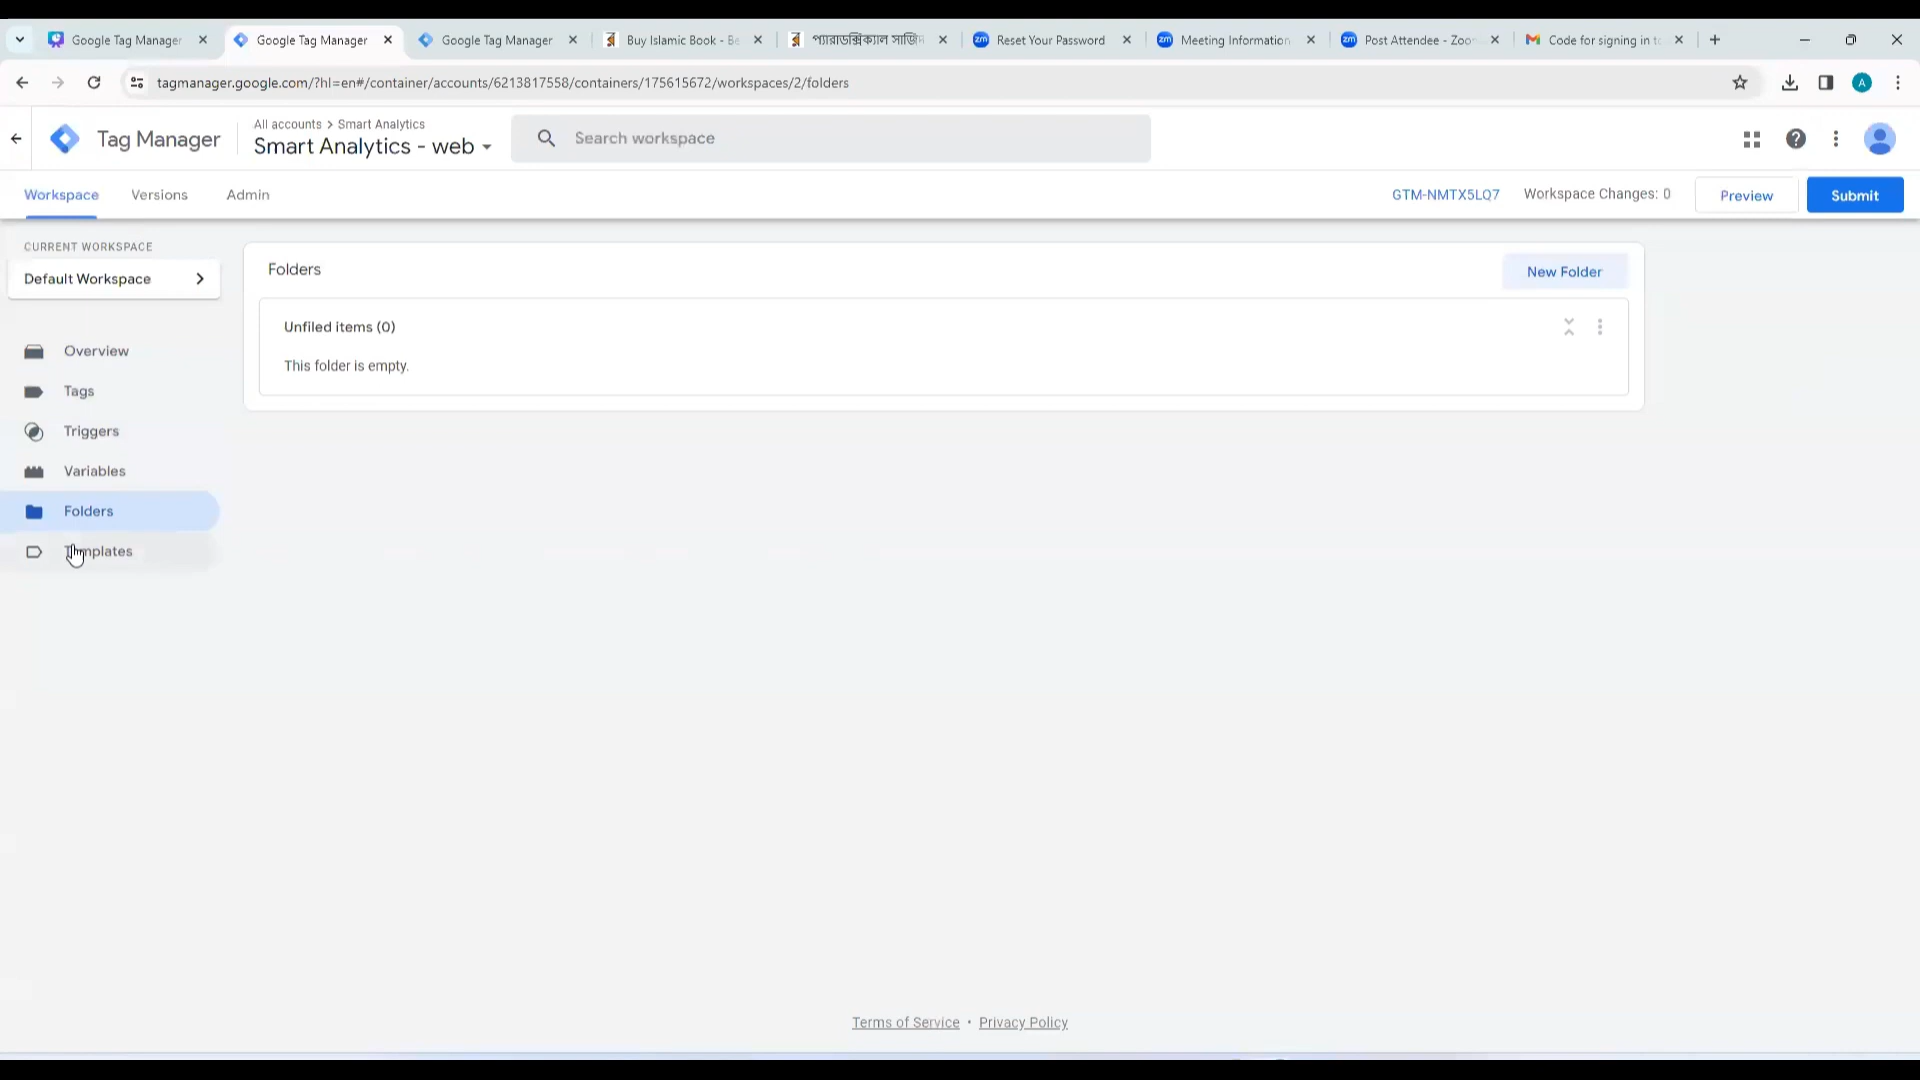 Google Tag Manager
Google Tag Manager
Google Tag Manager
Buy Islamic Book - Be
প্যারাডক্সিক্যাল সাজিদ
Reset Your Password
Meeting Information
Post Attendee - Zoo
Code for signing in to
tagmanager.google.com/?hl=en#/container/accounts/6213817558/containers/175615672/workspaces/2/folders
A
Tag Manager
All accounts > Smart Analytics
Smart Analytics - web
Search workspace
Workspace
Versions
Admin
GTM-NMTX5LQ7
Workspace Changes: 0
Preview
Submit
CURRENT WORKSPACE
Default Workspace
Overview
Tags
Triggers
Variables
Folders
Templates
Folders
New Folder
Unfiled items (0)
This folder is empty.
Terms of Service • Privacy Policy